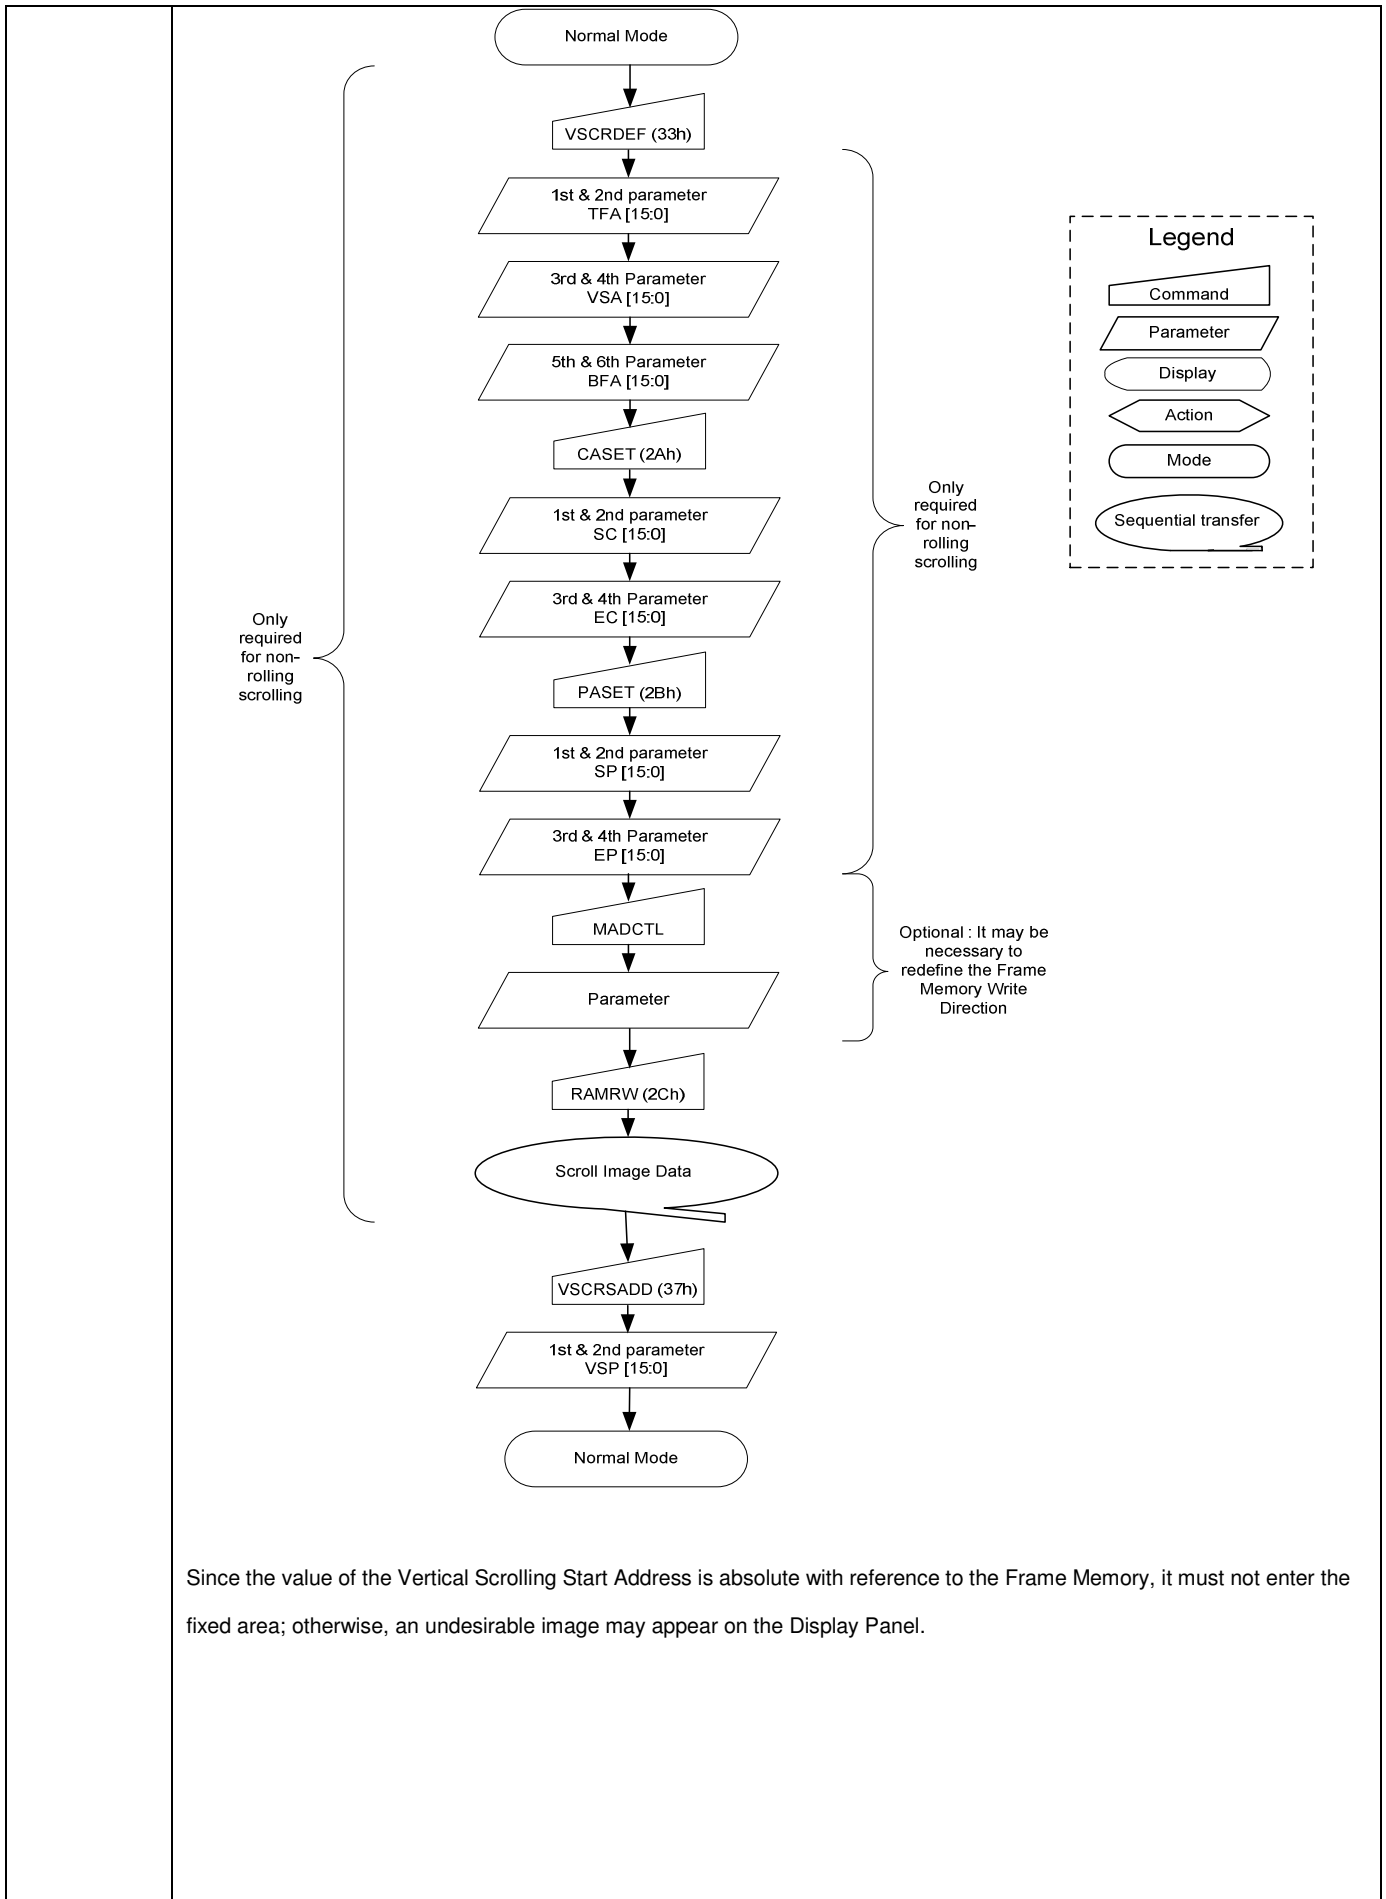 Normal Mode
VSCRDEF (33h)
1st & 2nd parameter
TFA [15:0]
3rd & 4th Parameter
VSA [15:0]
5th & 6th Parameter
BFA [15:0]
CASET (2Ah)
1st & 2nd parameter
SC [15:0]
3rd & 4th Parameter
EC [15:0]
PASET (2Bh)
1st & 2nd parameter
SP [15:0]
3rd & 4th Parameter
EP [15:0]
MADCTL
Parameter
RAMRW (2Ch)
Scroll Image Data
VSCRSADD (37h)
1st & 2nd parameter
VSP [15:0]
Normal Mode
Only
required
for non-
rolling
scrolling
Only
required
for non-
rolling
scrolling
Optional : It may be
necessary to
redefine the Frame
Memory Write
Direction
Legend
Command
Parameter
Display
Action
Mode
Sequential transfer
Since the value of the Vertical Scrolling Start Address is absolute with reference to the Frame Memory, it must not enter the
fixed area; otherwise, an undesirable image may appear on the Display Panel.